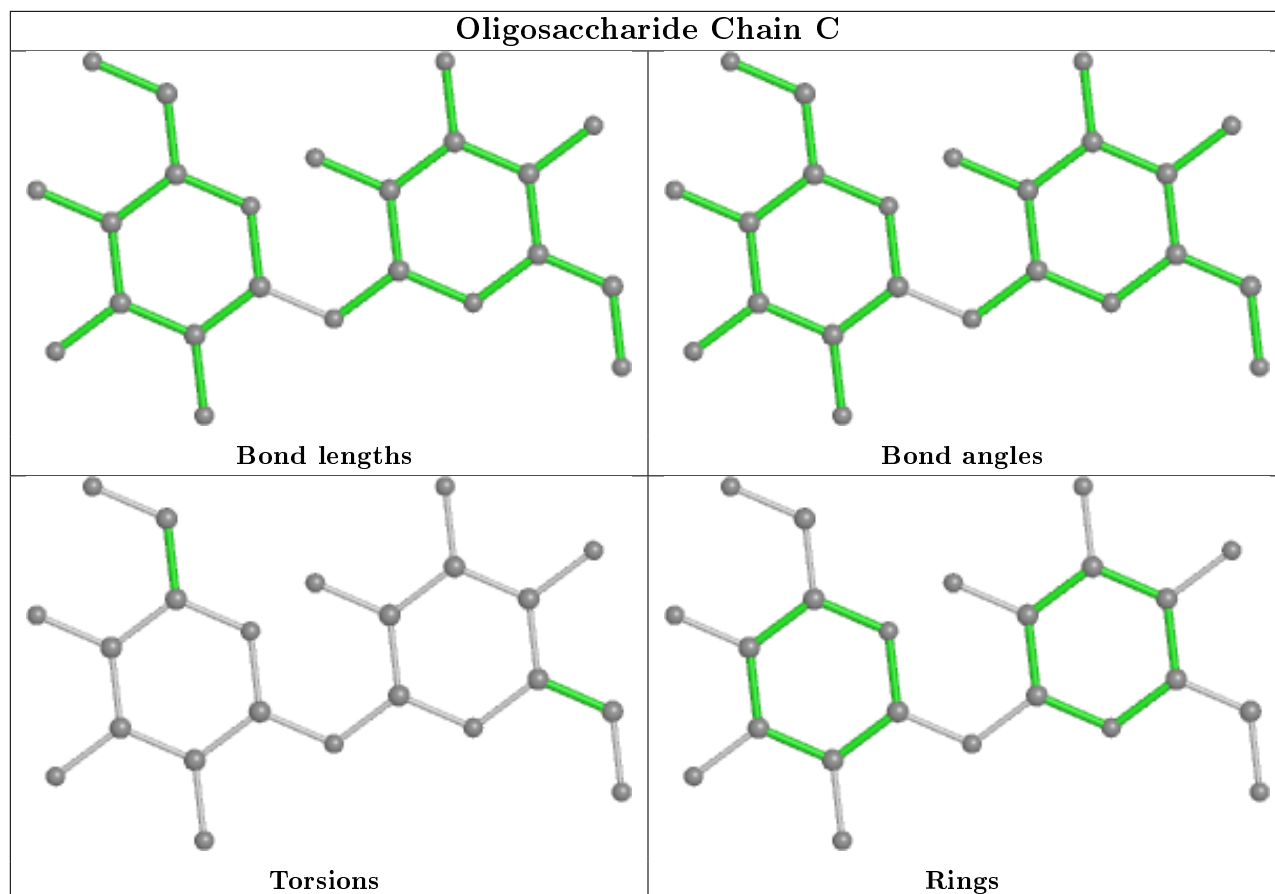 Oligosaccharide Chain C
Bond lengths
Bond angles
Torsions
Rings